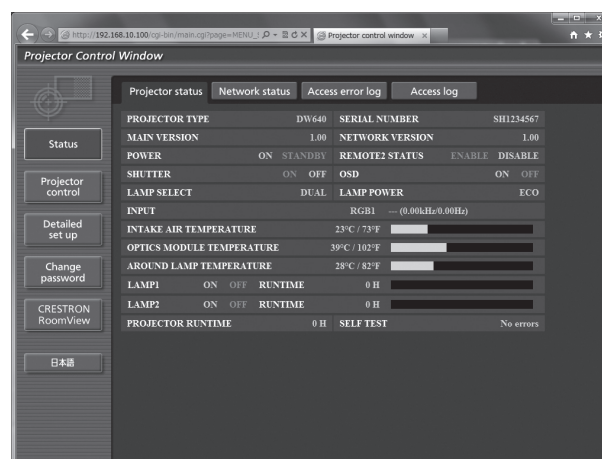 http://192.168.10.100/cgi-bin/main.cgi?page=MENU_ Projector control window ×
Projector Control Window
Projector status Network status Access error log Access log
Status
Projector control
Detailed set up
Change password
CRESTRON RoomView
日本語
PROJECTOR TYPE DW640 SERIAL NUMBER SH1234567
MAIN VERSION 1.00 NETWORK VERSION 1.00
POWER ON STANDBY REMOTE2 STATUS ENABLE DISABLE
SHUTTER ON OFF OSD ON OFF
LAMP SELECT DUAL LAMP POWER ECO
INPUT RGB1 --- (0.00kHz/0.00Hz)
INTAKE AIR TEMPERATURE 23°C / 73°F
OPTICS MODULE TEMPERATURE 39°C / 102°F
AROUND LAMP TEMPERATURE 28°C / 82°F
LAMP1 ON OFF RUNTIME 0 H
LAMP2 ON OFF RUNTIME 0 H
PROJECTOR RUNTIME 0 H SELF TEST No errors